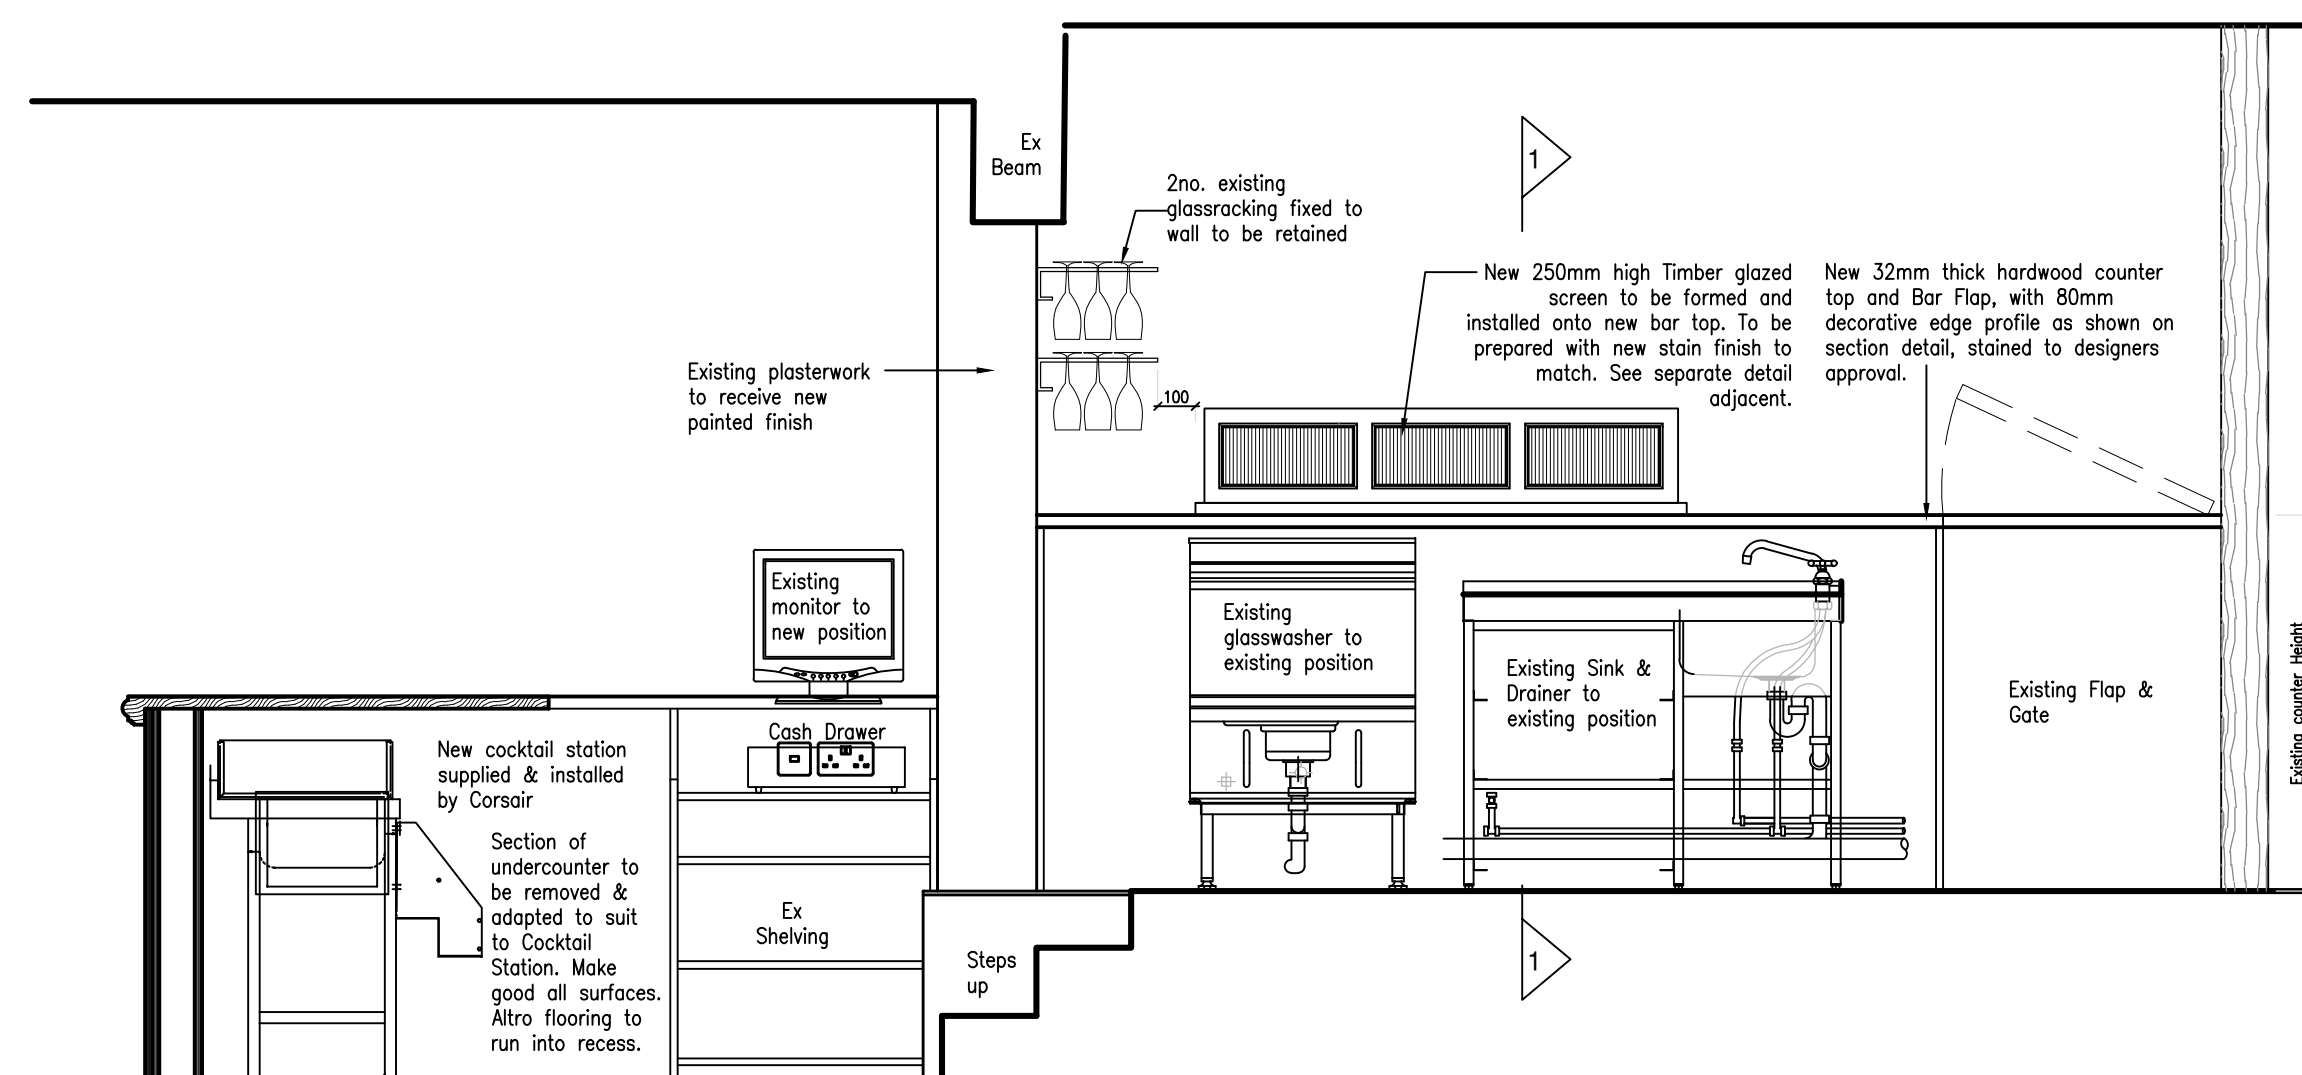 Ex
Beam
1
2no. existing
glassracking fixed to
wall to be retained
New 250mm high Timber glazed
screen to be formed and
installed onto new bar top. To be
prepared with new stain finish to
match. See separate detail
adjacent.
New 32mm thick hardwood counter
top and Bar Flap, with 80mm
decorative edge profile as shown on
section detail, stained to designers
approval.
Existing plasterwork
to receive new
painted finish
100
Existing
monitor to
new position
Existing
glasswasher to
existing position
Existing Sink &
Drainer to
existing position
Existing Flap &
Gate
Existing counter Height
Cash Drawer
New cocktail station
supplied & installed
by Corsair
Section of
undercounter to
be removed &
adapted to suit
to Cocktail
Station. Make
good all surfaces.
Altro flooring to
run into recess.
Ex
Shelving
Steps
up
1